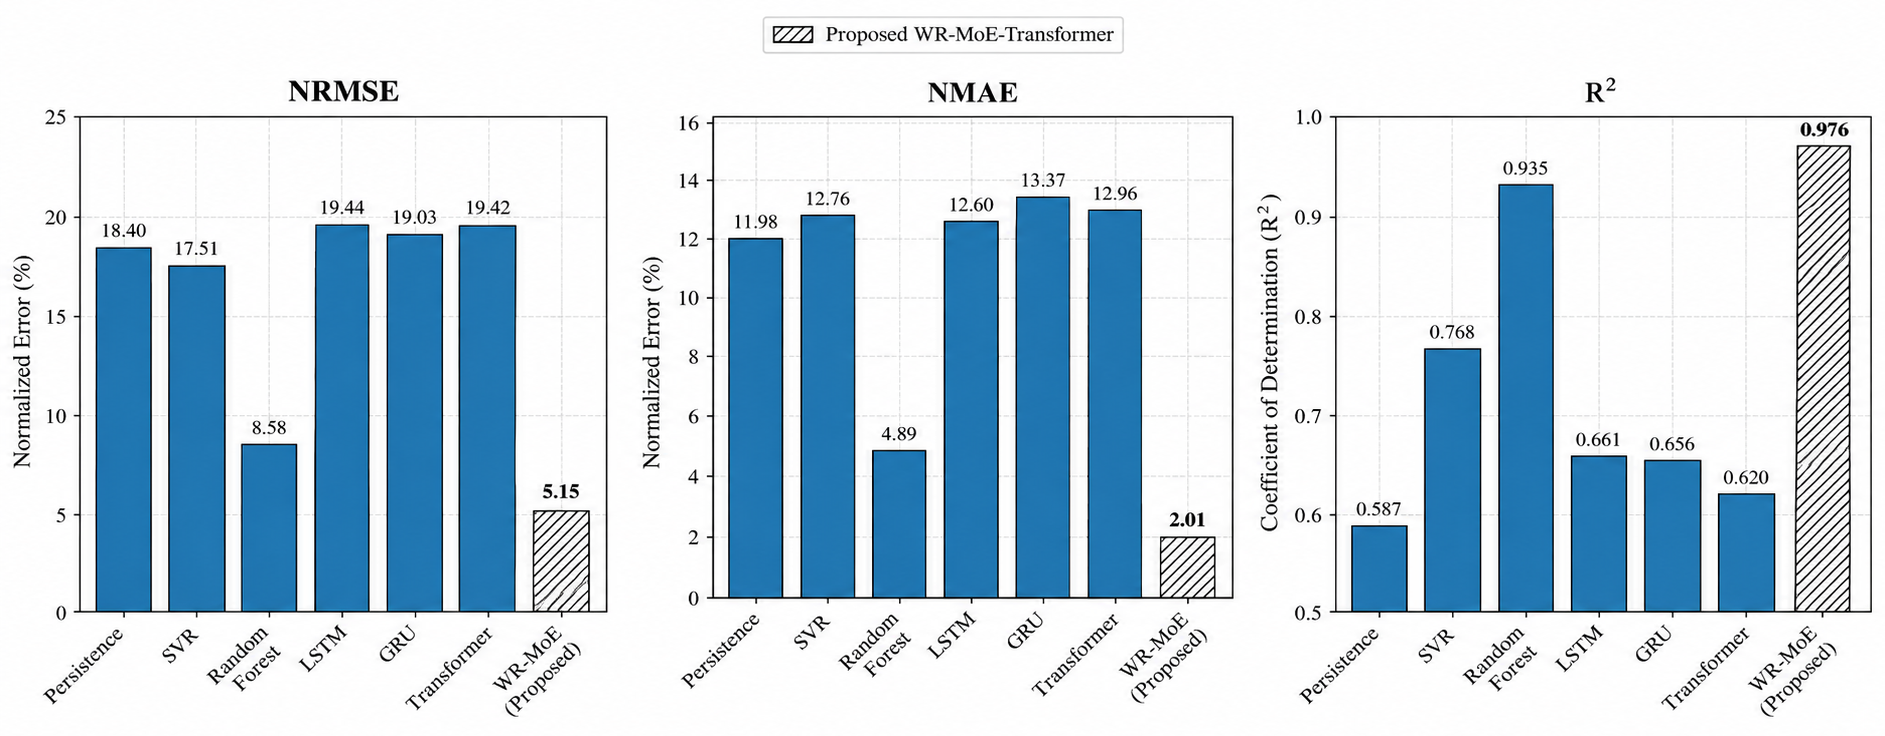 Proposed WR-MoE-Transformer
NRMSE
Normalized Error (%)
25
20
15
10
5
0
18.40
17.51
8.58
19.44
19.03
19.42
5.15
Persistence
SVR
Random
Forest
LSTM
GRU
Transformer
WR-MoE
(Proposed)
NMAE
Normalized Error (%)
16
14
12
10
8
6
4
2
0
11.98
12.76
4.89
12.60
13.37
12.96
2.01
Persistence
SVR
Random
Forest
LSTM
GRU
Transformer
WR-MoE
(Proposed)
R²
Coefficient of Determination (R²)
1.0
0.9
0.8
0.7
0.6
0.5
0.587
0.768
0.935
0.661
0.656
0.620
0.976
Persistence
SVR
Random
Forest
LSTM
GRU
Transformer
WR-MoE
(Proposed)